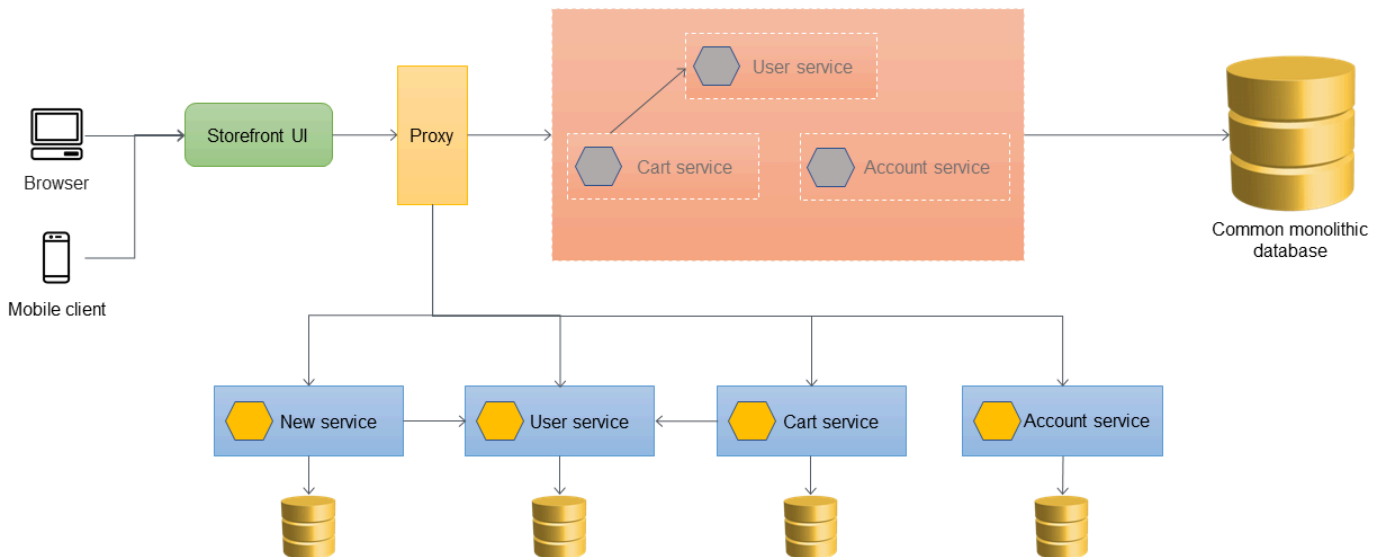 User service
Storefront UI
Proxy
Cart service
Account service
Browser
Common monolithic
database
Mobile client
New service
User service
Cart service
Account service